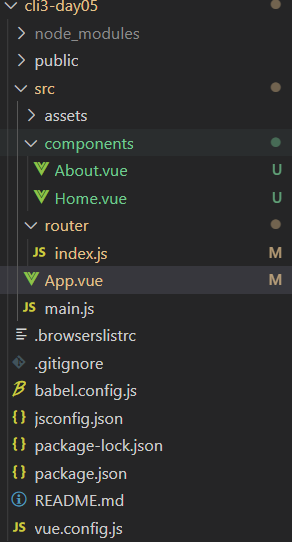 cli3-day05
node_modules
public
src
assets
components
About.vue U
Home.vue U
router
JS index.js M
App.vue M
JS main.js
.browserslistrc
.gitignore
babel.config.js
{ } jsconfig.json
{ } package-lock.json
{ } package.json
README.md
JS vue.config.js